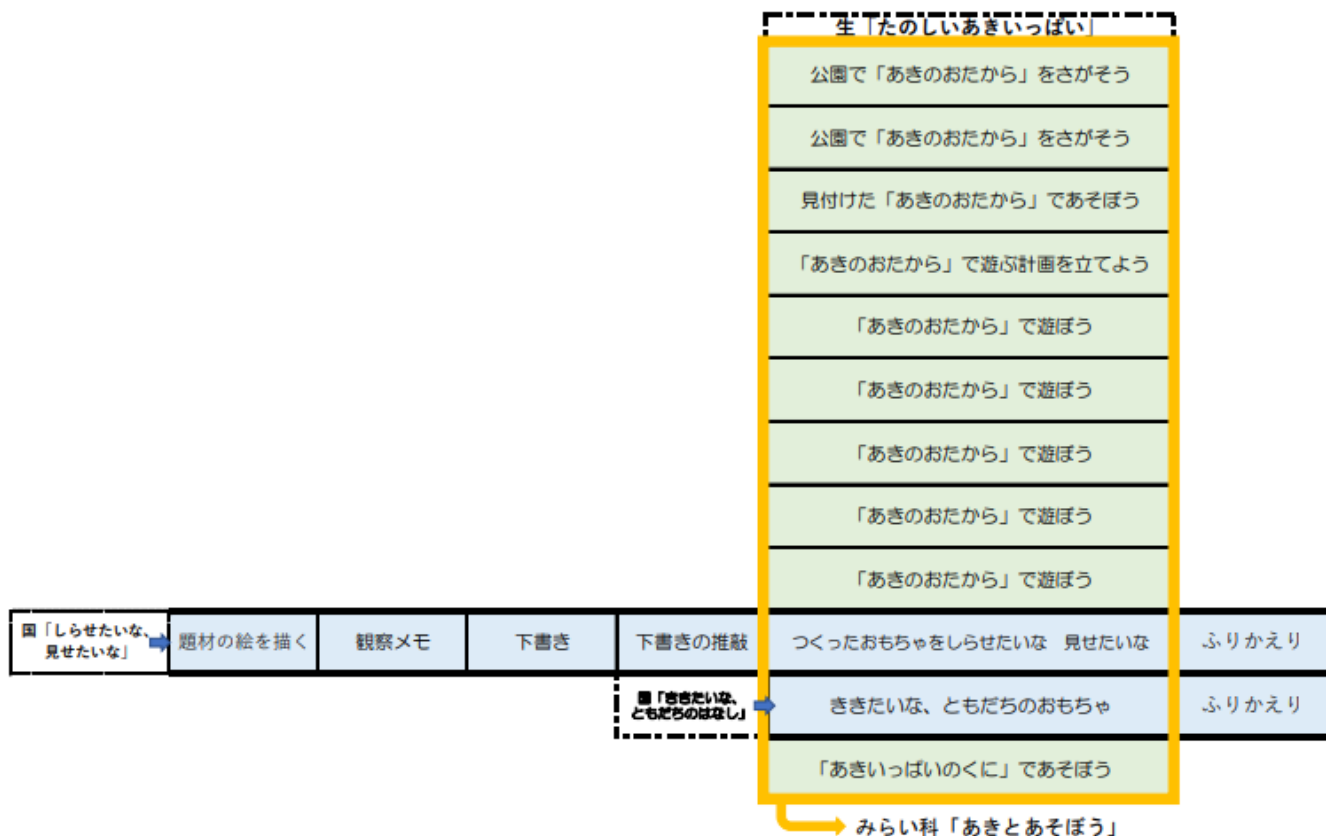 生「たのしいあきいっぱい」
公園で「あきのおたから」をさがそう
公園で「あきのおたから」をさがそう
見付けた「あきのおたから」であそぼう
「あきのおたから」で遊ぶ計画を立てよう
「あきのおたから」で遊ぼう
「あきのおたから」で遊ぼう
「あきのおたから」で遊ぼう
「あきのおたから」で遊ぼう
「あきのおたから」で遊ぼう
国「しらせたいな、
見せたいな」
題材の絵を描く
観察メモ
下書き
下書きの推敲
つくったおもちゃをしらせたいな 見せたいな
ふりかえり
国「ききたいな、
ともだちのはなし」
ききたいな、ともだちのおもちゃ
ふりかえり
「あきいっぱいのくに」であそぼう
みらい科「あきとあそぼう」